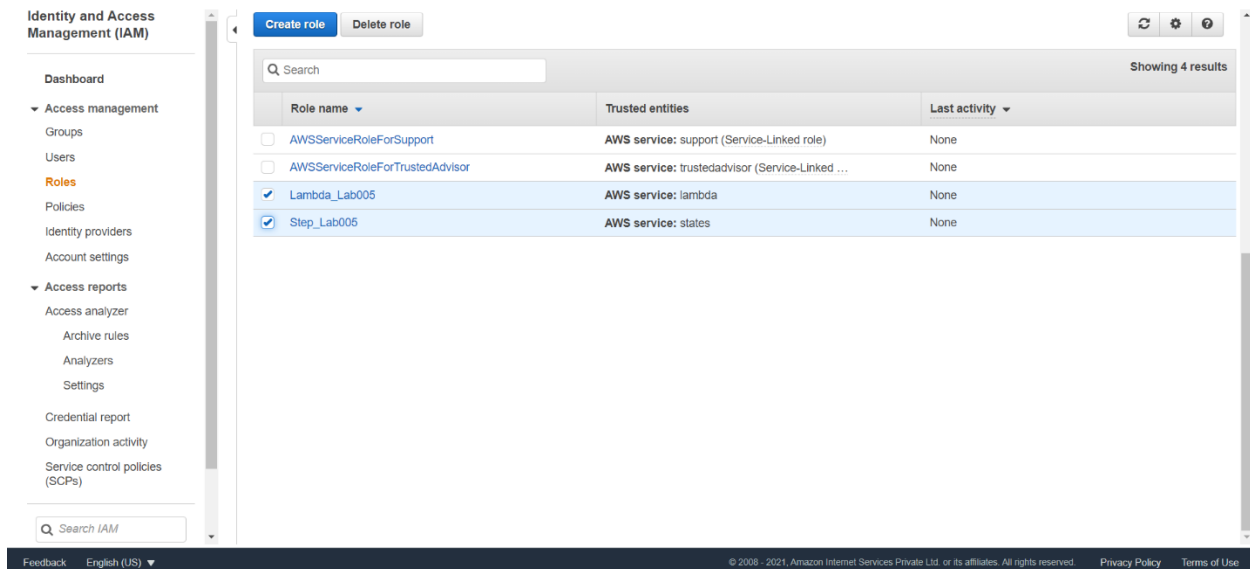 Identity and Access
Management (IAM)
Dashboard
Access management
Groups
Users
Roles
Policies
Identity providers
Account settings
Access reports
Access analyzer
Archive rules
Analyzers
Settings
Credential report
Organization activity
Service control policies
(SCPs)
Search IAM
Create role Delete role
Search Showing 4 results
Role name Trusted entities Last activity
AWSServiceRoleForSupport AWS service: support (Service-Linked role) None
AWSServiceRoleForTrustedAdvisor AWS service: trustedadvisor (Service-Linked ... None
Lambda_Lab005 AWS service: lambda None
Step_Lab005 AWS service: states None
Feedback English (US) © 2008 - 2021, Amazon Internet Services Private Ltd. or its affiliates. All rights reserved. Privacy Policy Terms of Use